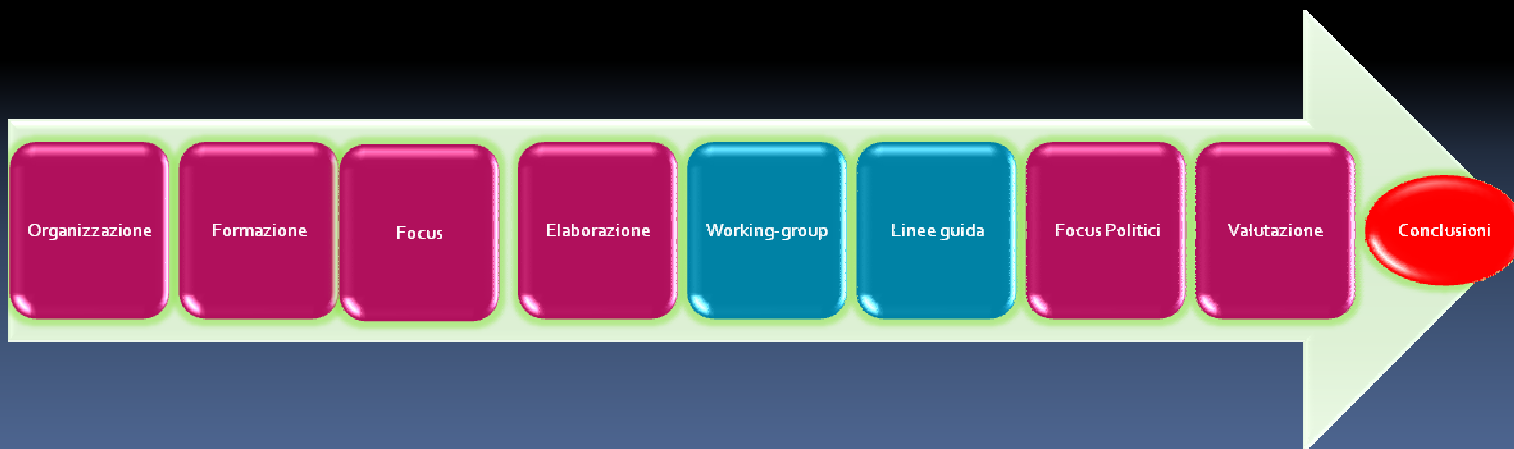 Organizzazione
Formazione
Focus
Elaborazione
Working-group
Linee guida
Focus Politici
Valutazione
Conclusioni